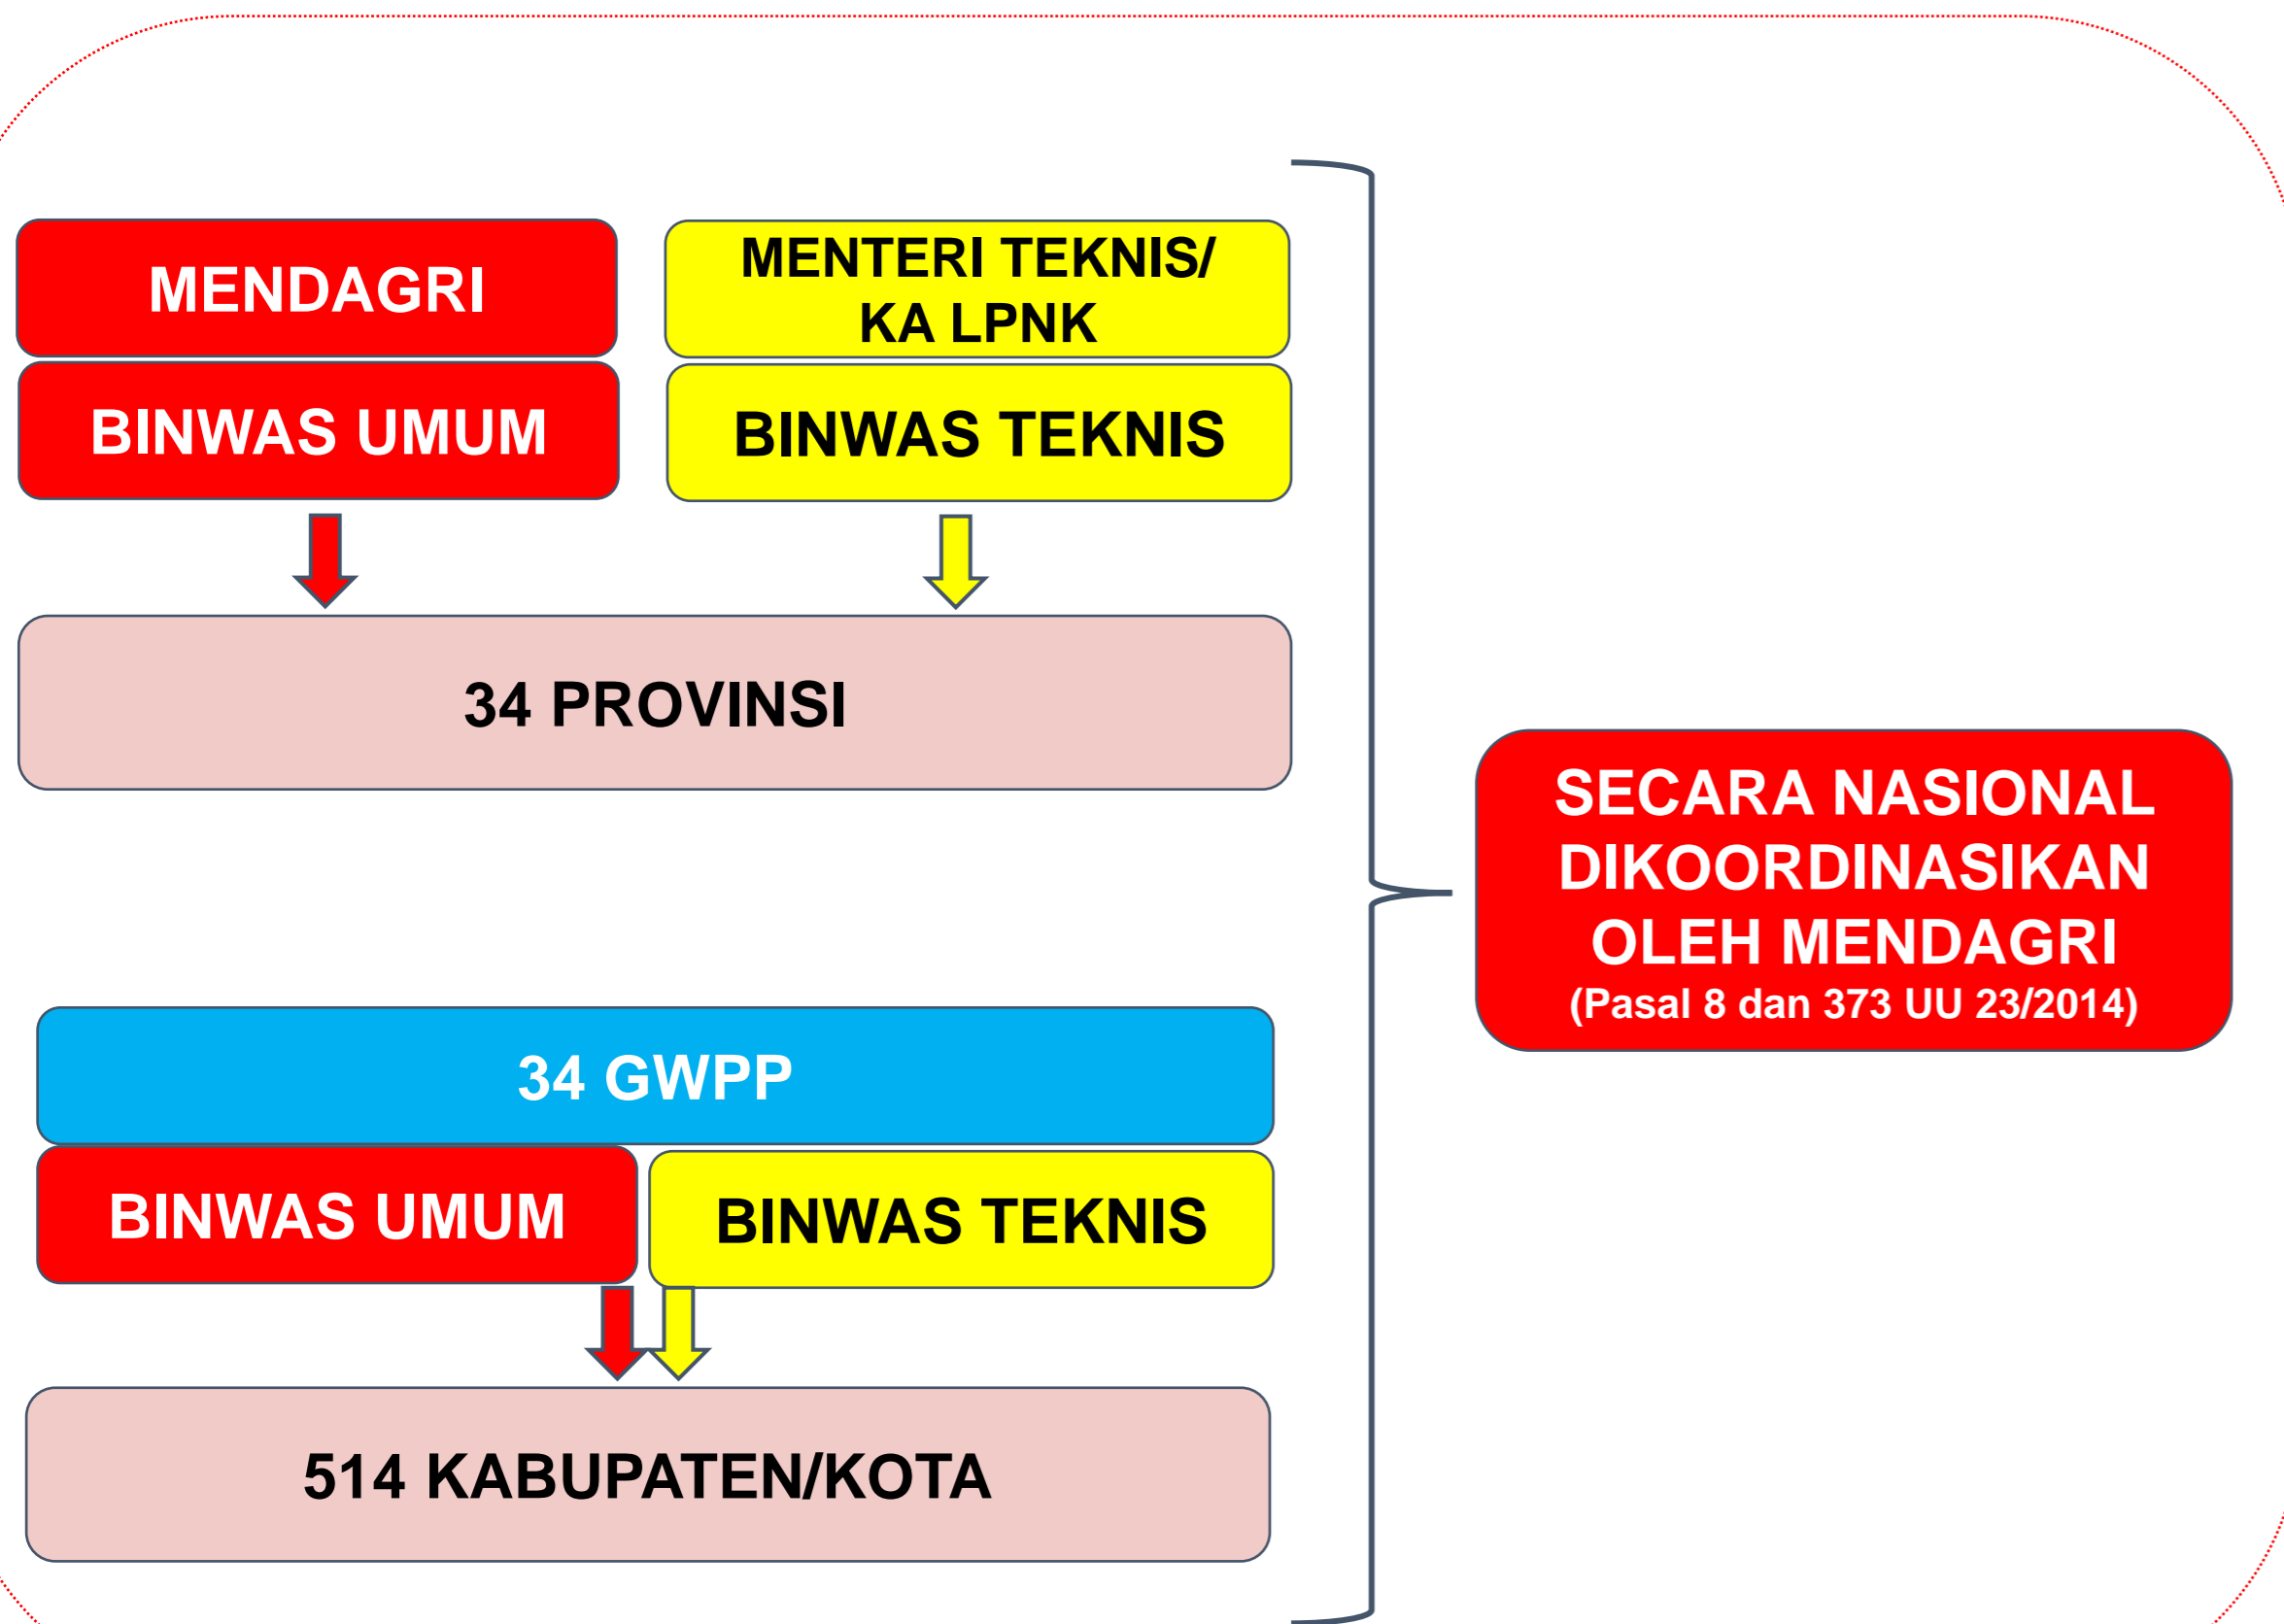 MENDAGRI
MENTERI TEKNIS/
KA LPNK
BINWAS UMUM
BINWAS TEKNIS
34 PROVINSI
34 GWPP
BINWAS UMUM
BINWAS TEKNIS
514 KABUPATEN/KOTA
SECARA NASIONAL
DIKOORDINASIKAN
OLEH MENDAGRI
(Pasal 8 dan 373 UU 23/2014)